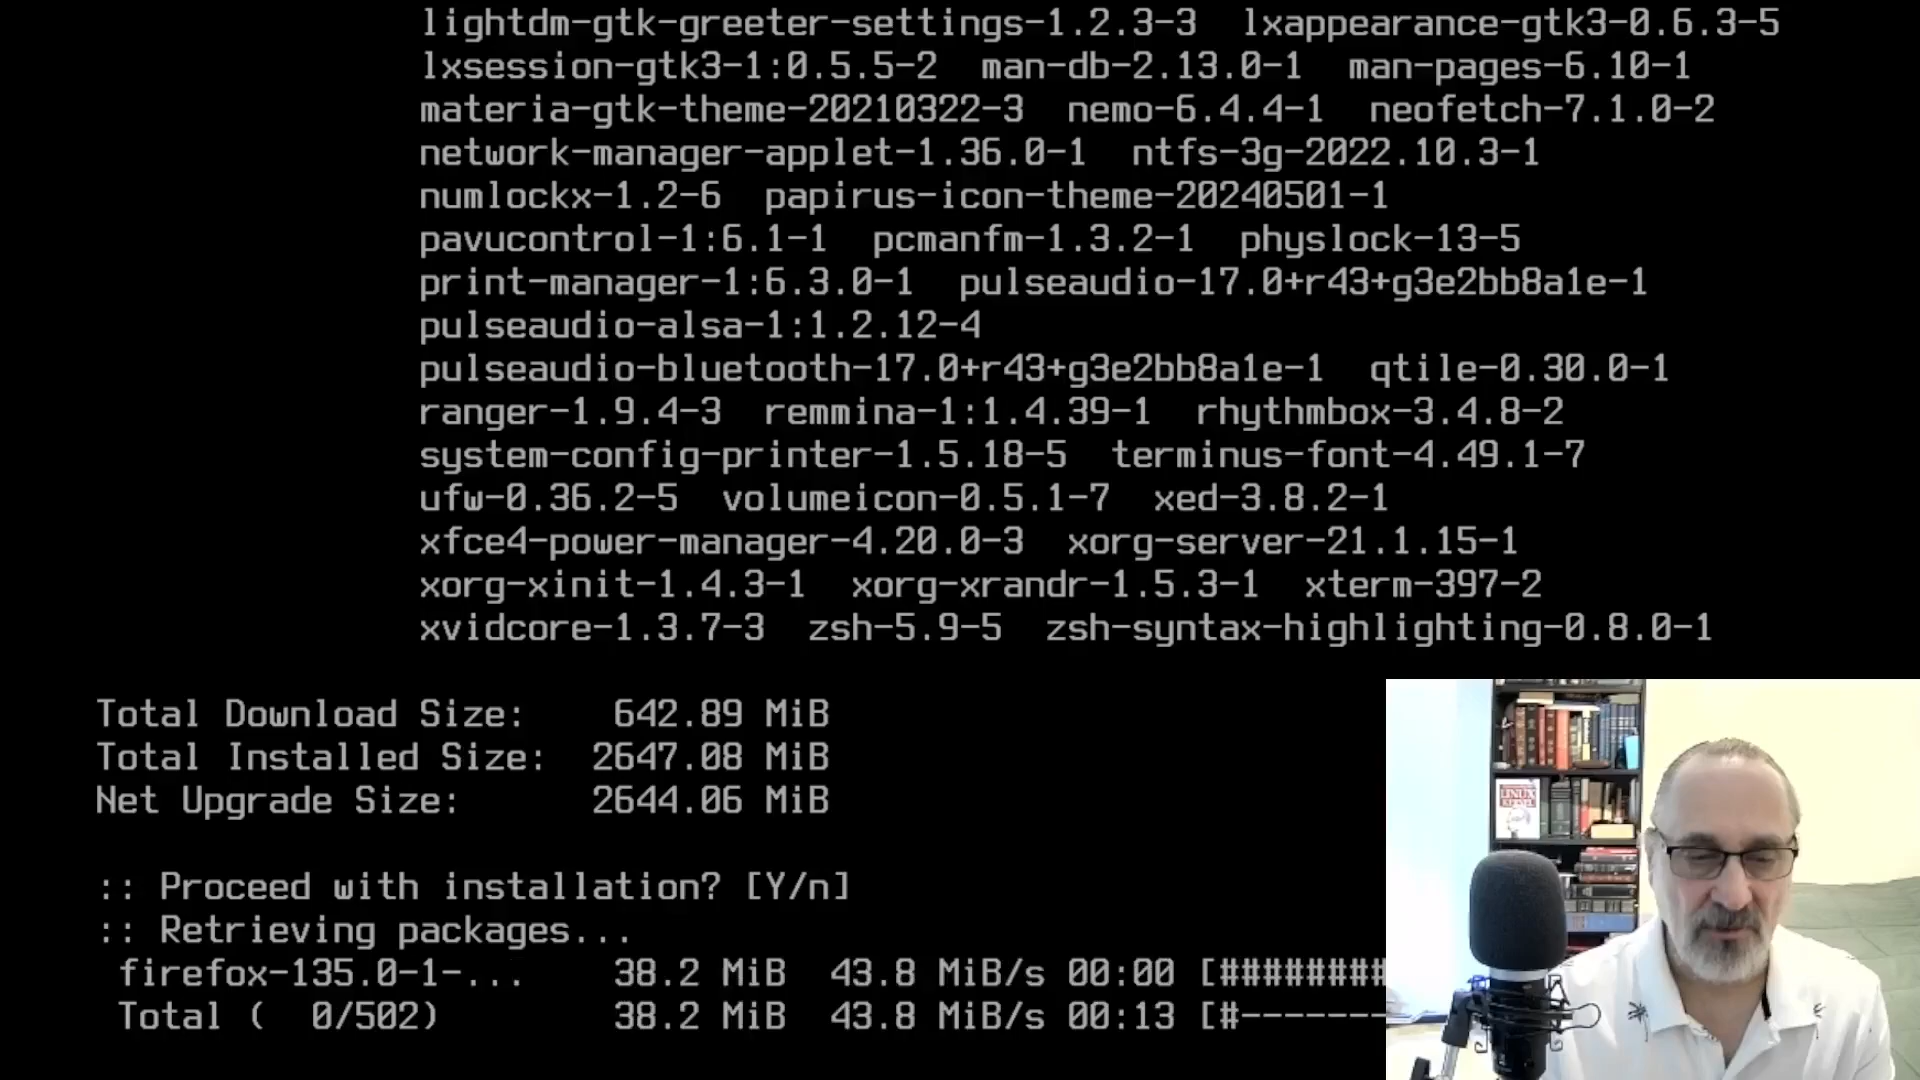 lightdm-gtk-greeter-settings-1.2.3-3  lxappearance-gtk3-0.6.3-5
lxsession-gtk3-1:0.5.5-2  man-db-2.13.0-1  man-pages-6.10-1
materia-gtk-theme-20210322-3  nemo-6.4.4-1  neofetch-7.1.0-2
network-manager-applet-1.36.0-1  ntfs-3g-2022.10.3-1
numlockx-1.2-6  papirus-icon-theme-20240501-1
pavucontrol-1:6.1-1  pcmanfm-1.3.2-1  physlock-13-5
print-manager-1:6.3.0-1  pulseaudio-17.0+r43+g3e2bb8a1e-1
pulseaudio-alsa-1:1.2.12-4
pulseaudio-bluetooth-17.0+r43+g3e2bb8a1e-1  qtile-0.30.0-1
ranger-1.9.4-3  remmina-1:1.4.39-1  rhythmbox-3.4.8-2
system-config-printer-1.5.18-5  terminus-font-4.49.1-7
ufw-0.36.2-5  volumeicon-0.5.1-7  xed-3.8.2-1
xfce4-power-manager-4.20.0-3  xorg-server-21.1.15-1
xorg-xinit-1.4.3-1  xorg-xrandr-1.5.3-1  xterm-397-2
xvidcore-1.3.7-3  zsh-5.9-5  zsh-syntax-highlighting-0.8.0-1
Total Download Size:    642.89 MiB
Total Installed Size:  2647.08 MiB
Net Upgrade Size:      2644.06 MiB
:: Proceed with installation? [Y/n]
:: Retrieving packages...
firefox-135.0-1-...    38.2 MiB  43.8 MiB/s 00:00 [########
Total (  0/502)        38.2 MiB  43.8 MiB/s 00:13 [#-------
LINUX
KERNEL